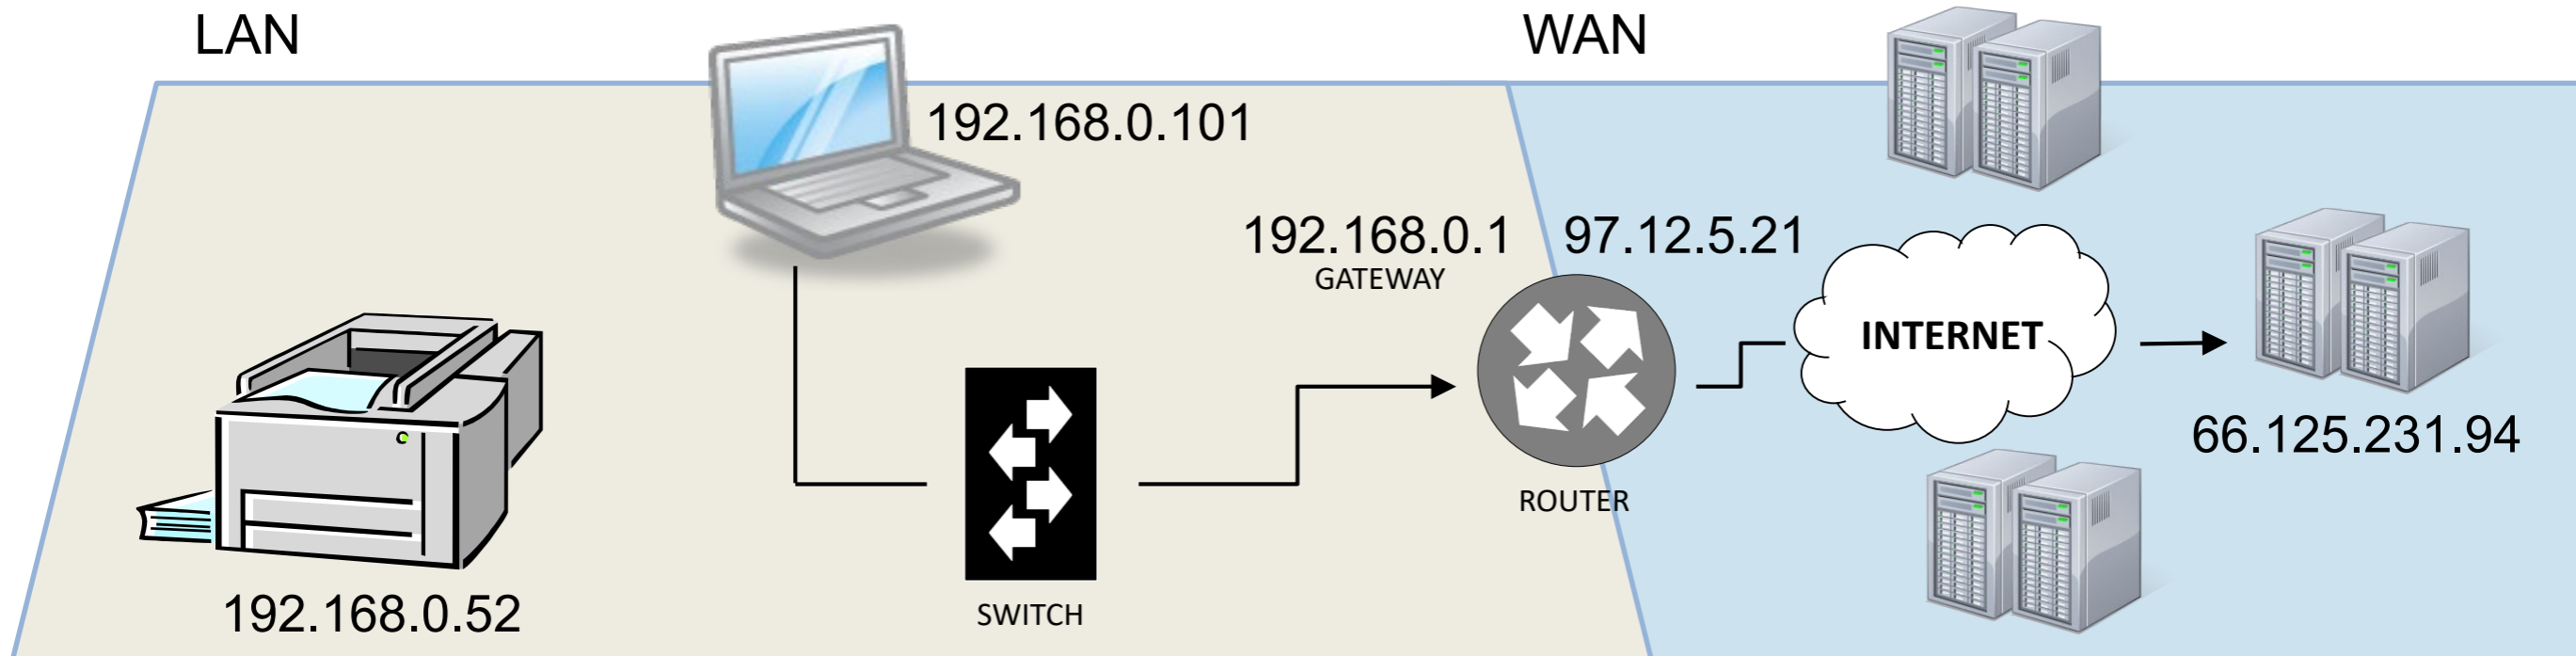 LAN
WAN
192.168.0.101
192.168.0.1
GATEWAY
97.12.5.21
INTERNET
66.125.231.94
ROUTER
192.168.0.52
SWITCH